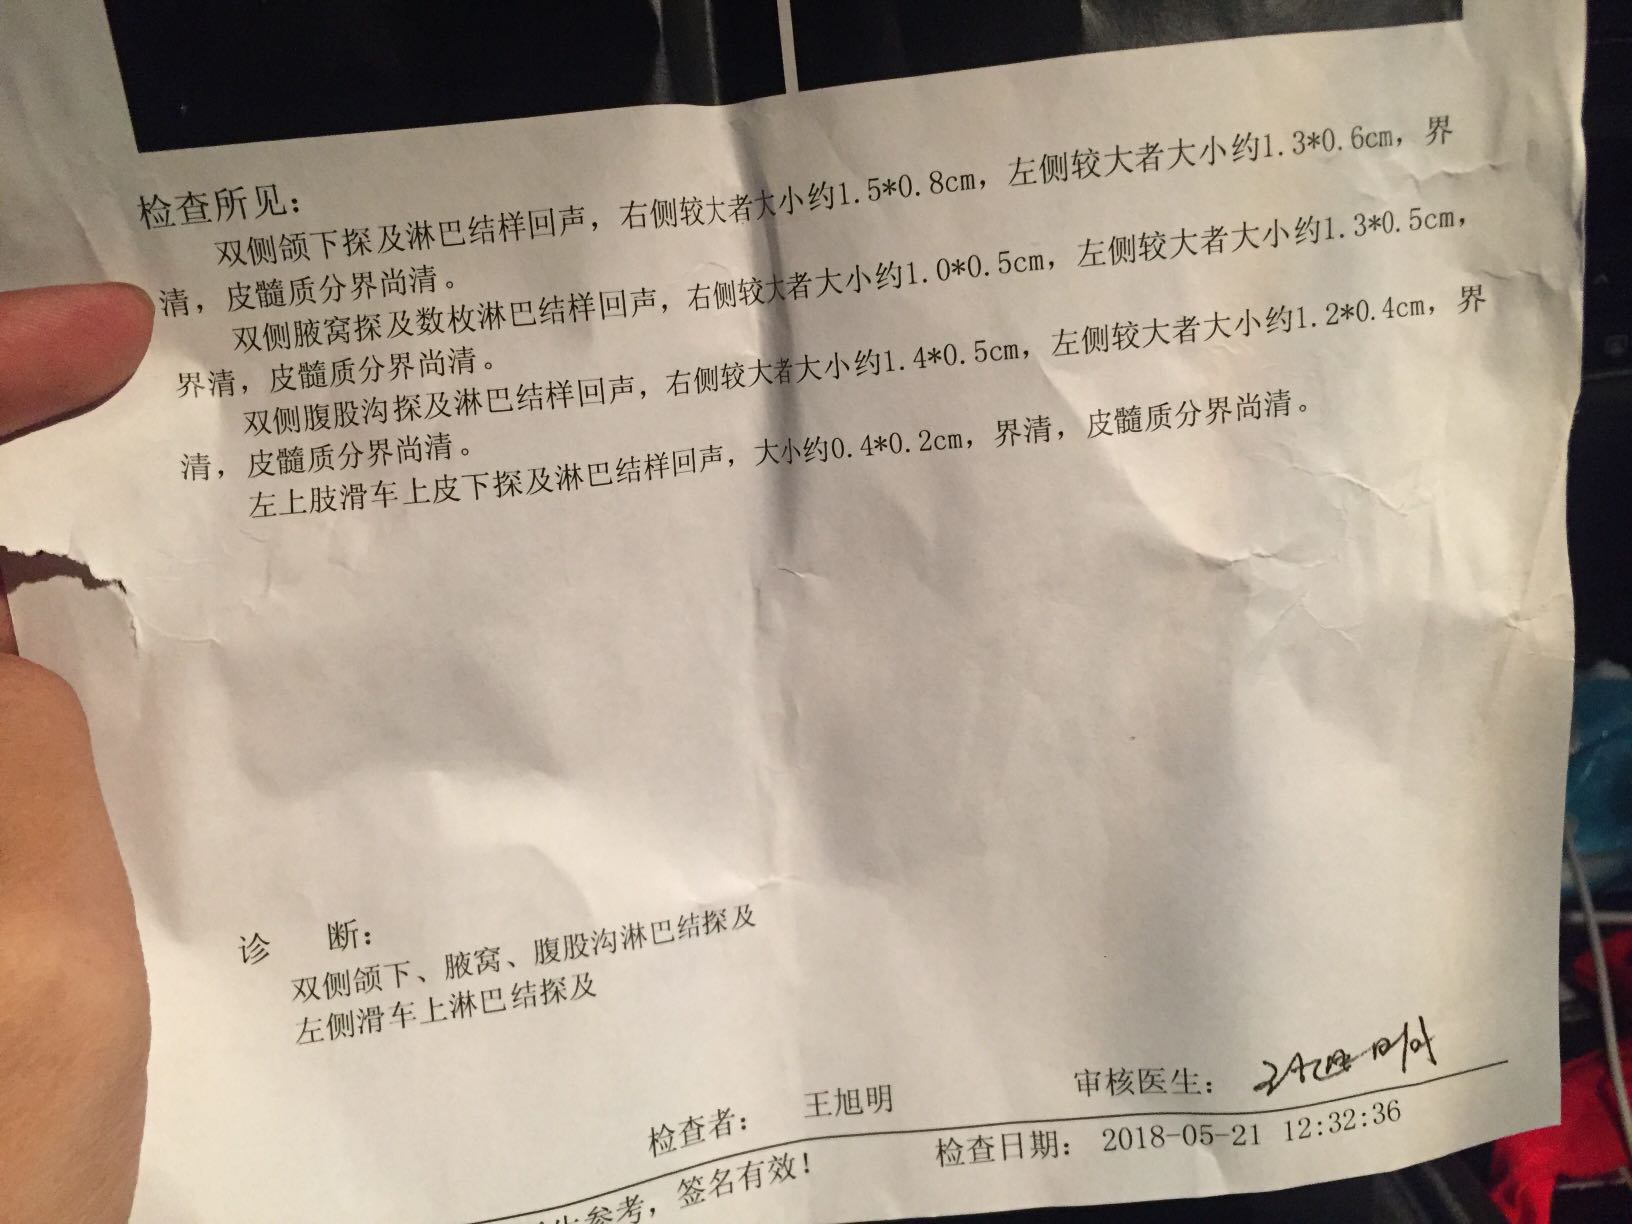 检查所见：
双侧颌下探及淋巴结样回声，右侧较大者大小约1.5*0.8cm，左侧较大者大小约1.3*0.6cm，界
清，皮髓质分界尚清。
双侧腋窝探及数枚淋巴结样回声，右侧较大者大小约1.0*0.5cm，左侧较大者大小约1.3*0.5cm，
界清，皮髓质分界尚清。
双侧腹股沟探及淋巴结样回声，右侧较大者大小约1.4*0.5cm，左侧较大者大小约1.2*0.4cm，界
清，皮髓质分界尚清。
左上肢滑车上皮下探及淋巴结样回声，大小约0.4*0.2cm，界清，皮髓质分界尚清。
诊 断：
双侧颌下、腋窝、腹股沟淋巴结探及
左侧滑车上淋巴结探及
检查者： 王旭明 审核医生：
参考，签名有效！ 检查日期： 2018-05-21 12:32:36